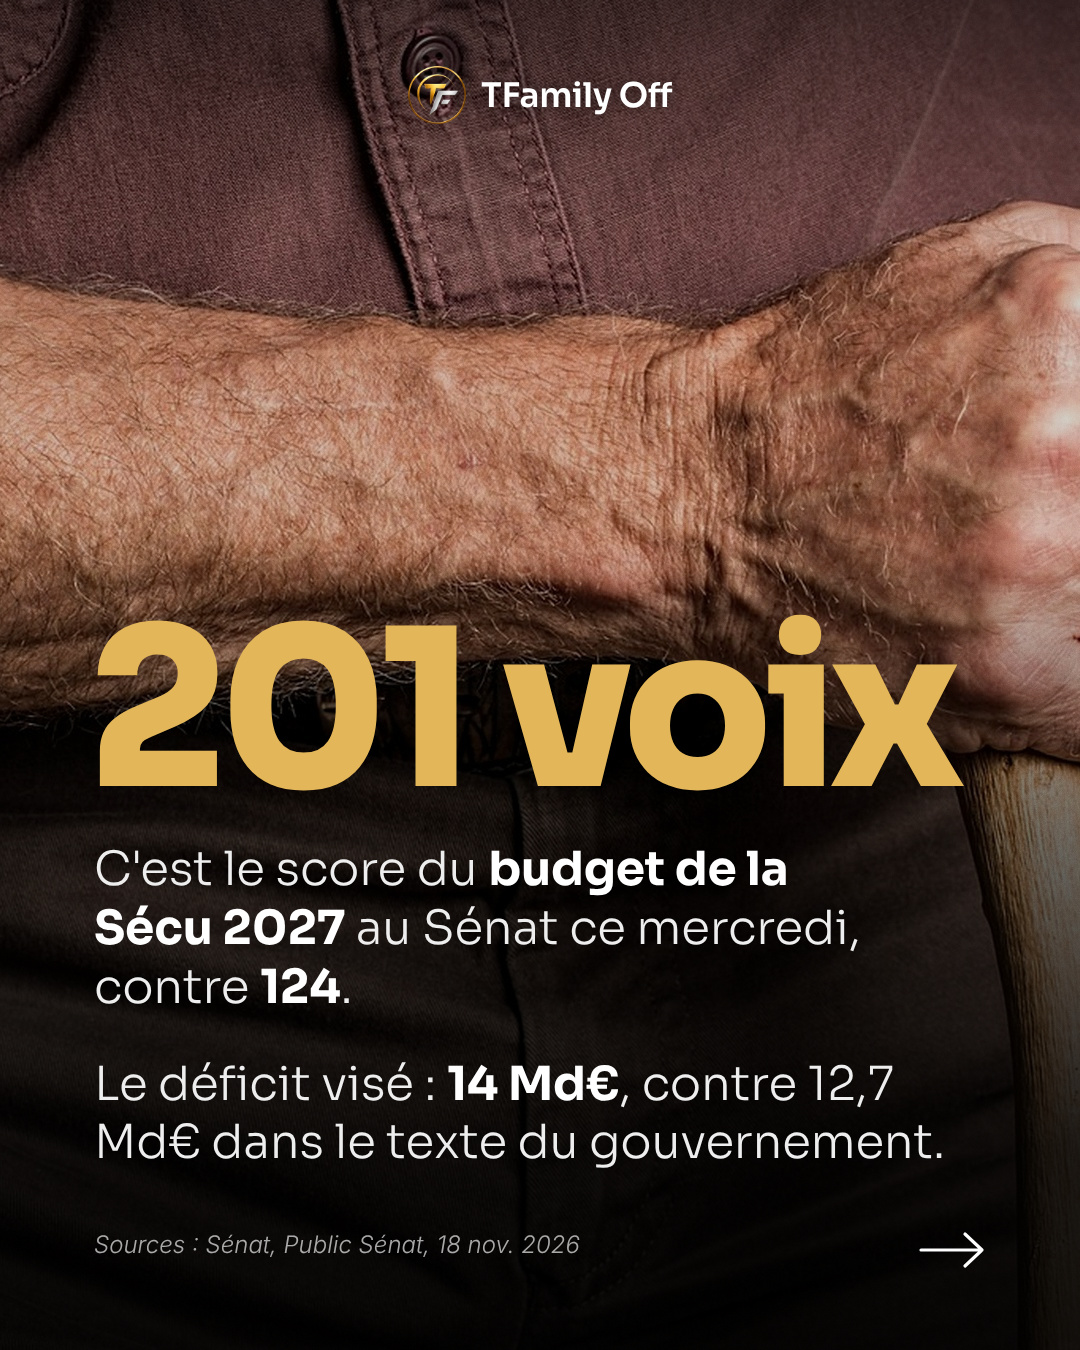 TFamily Off
201 voix
C'est le score du budget de la
Sécu 2027 au Sénat ce mercredi,
contre 124.
Le déficit visé : 14 Md€, contre 12,7
Md€ dans le texte du gouvernement.
Sources : Sénat, Public Sénat, 18 nov. 2026